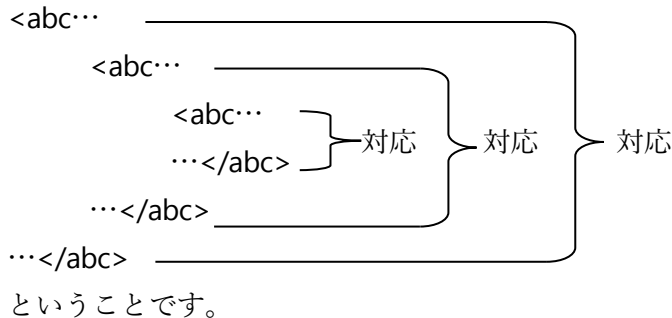 <abc…
<abc…
<abc…
対応
対応
対応
…</abc>
…</abc>
…</abc>
ということです。